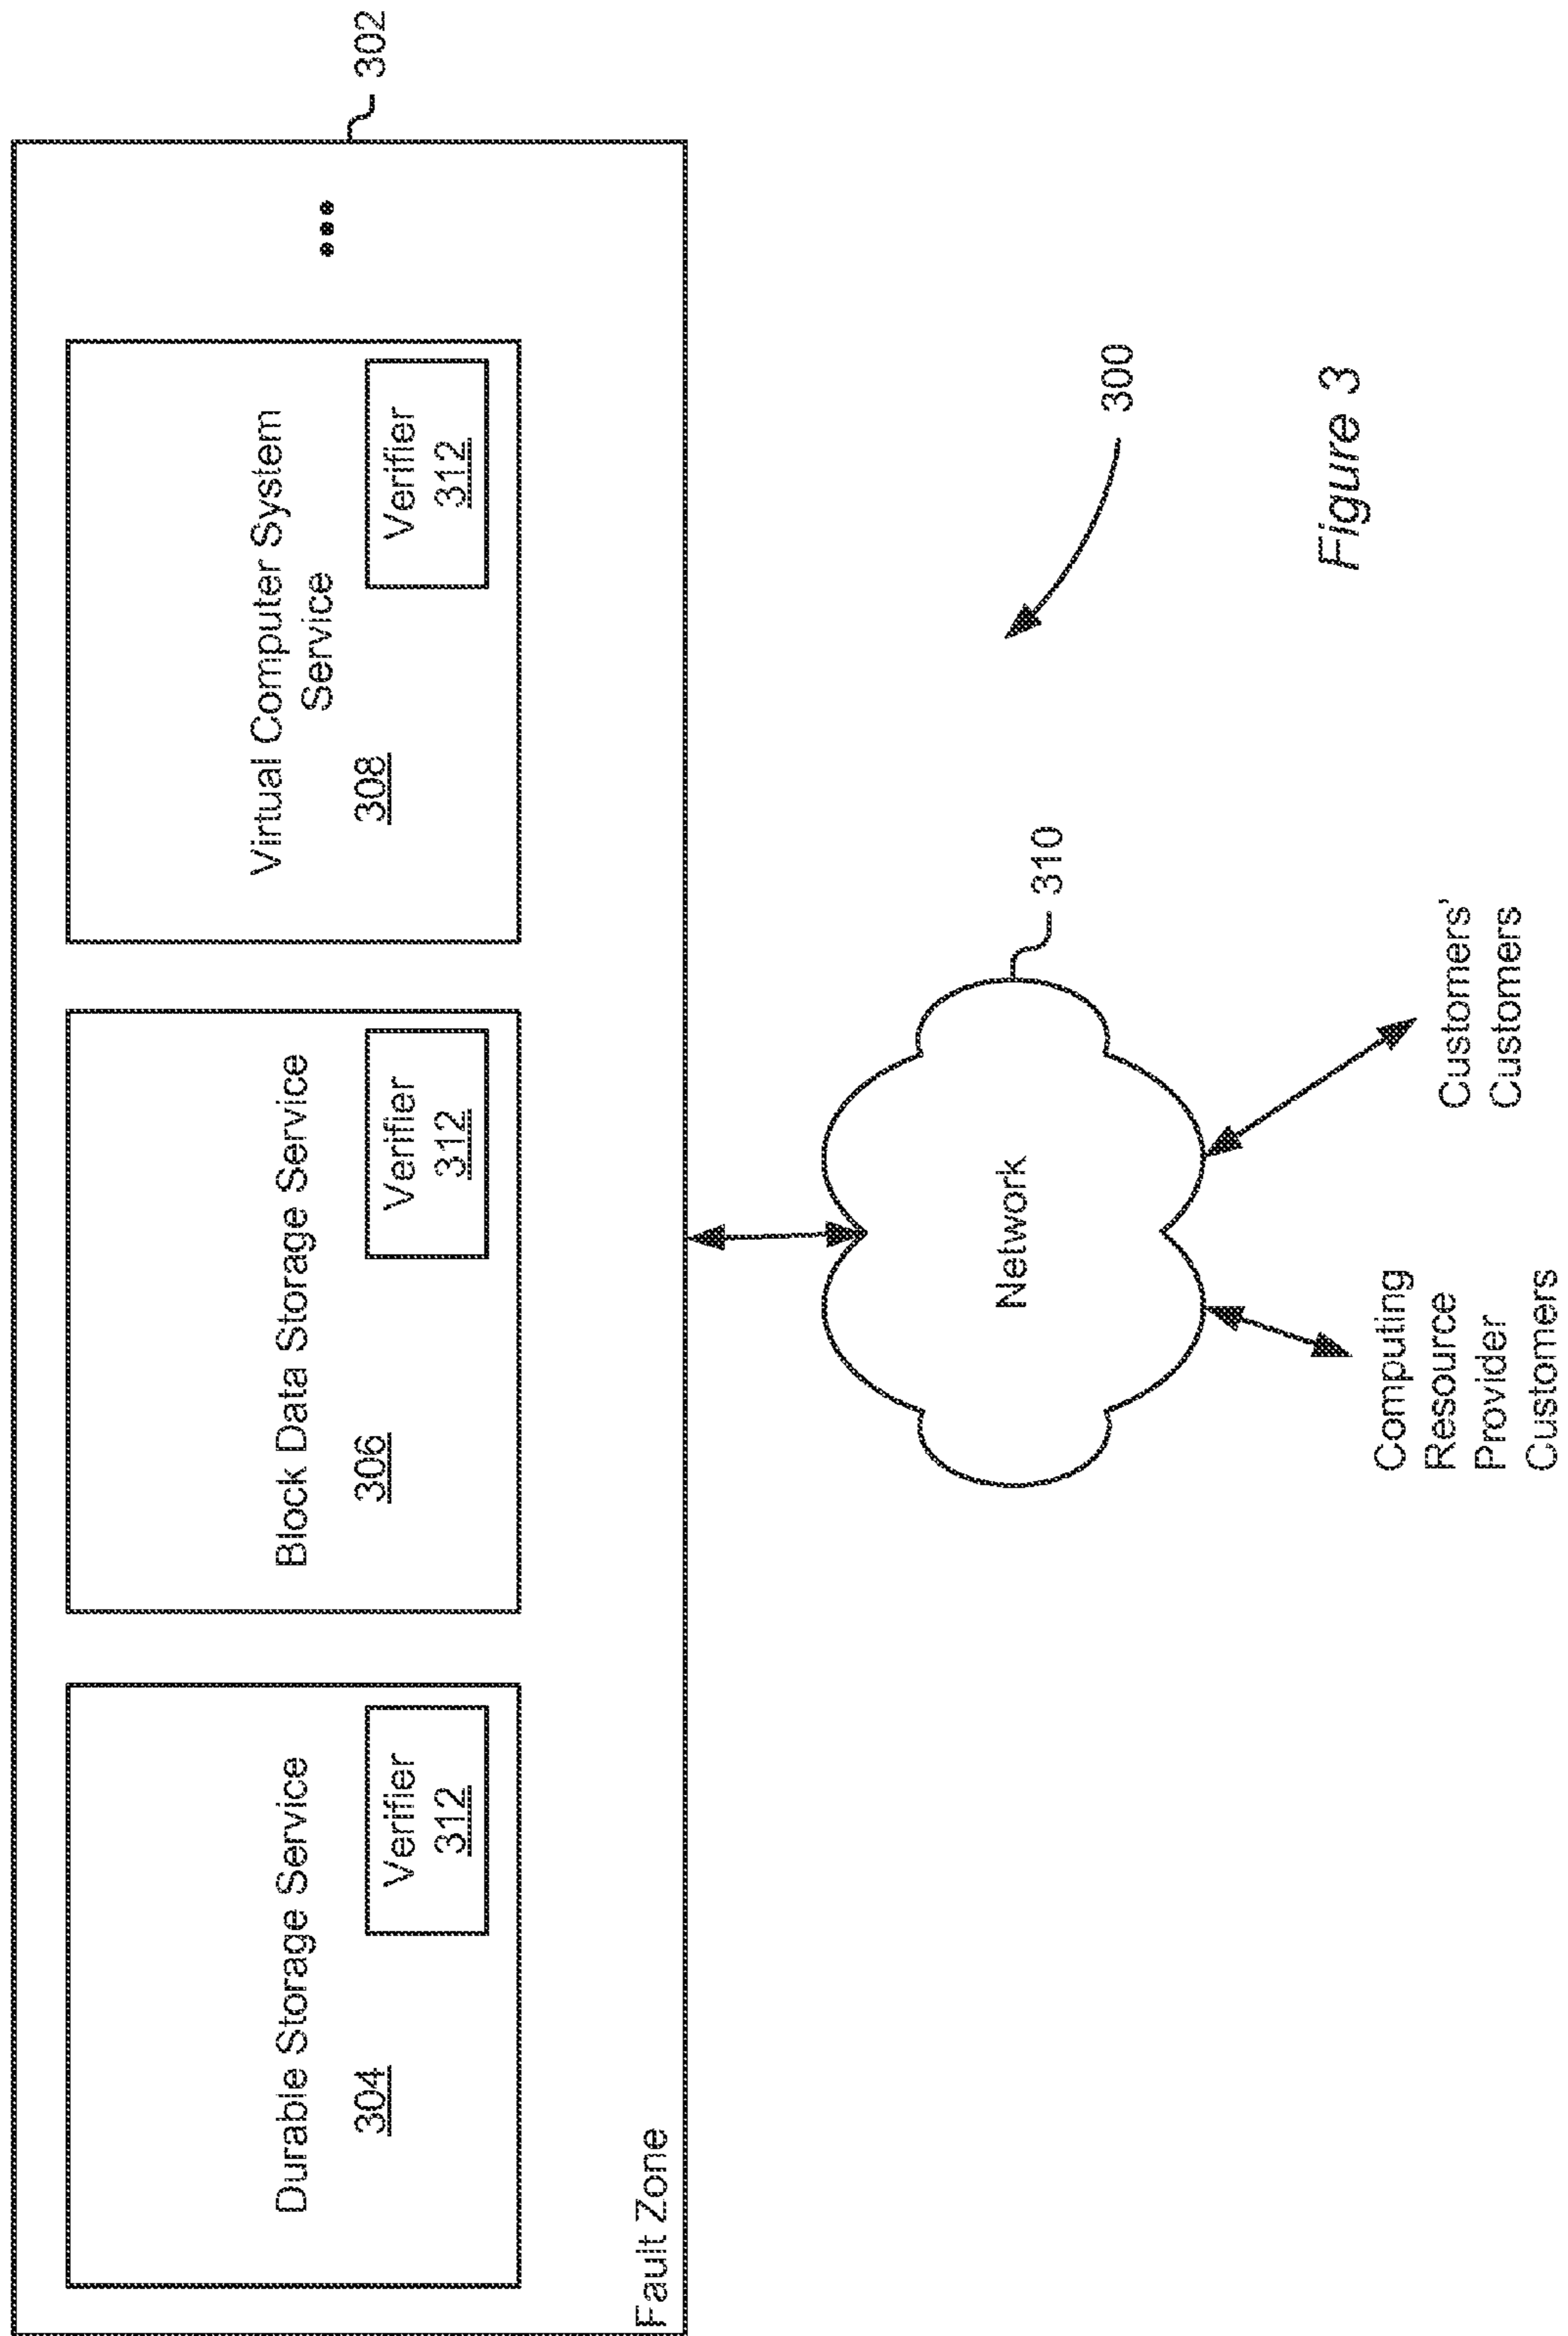 302
Durable Storage Service
304
Verifier
312
Block Data Storage Service
306
Verifier
312
Virtual Computer System
Service
308
Verifier
312
...
Fault Zone
Network
310
300
Computing
Resource
Provider
Customers
Customers'
Customers
Figure 3